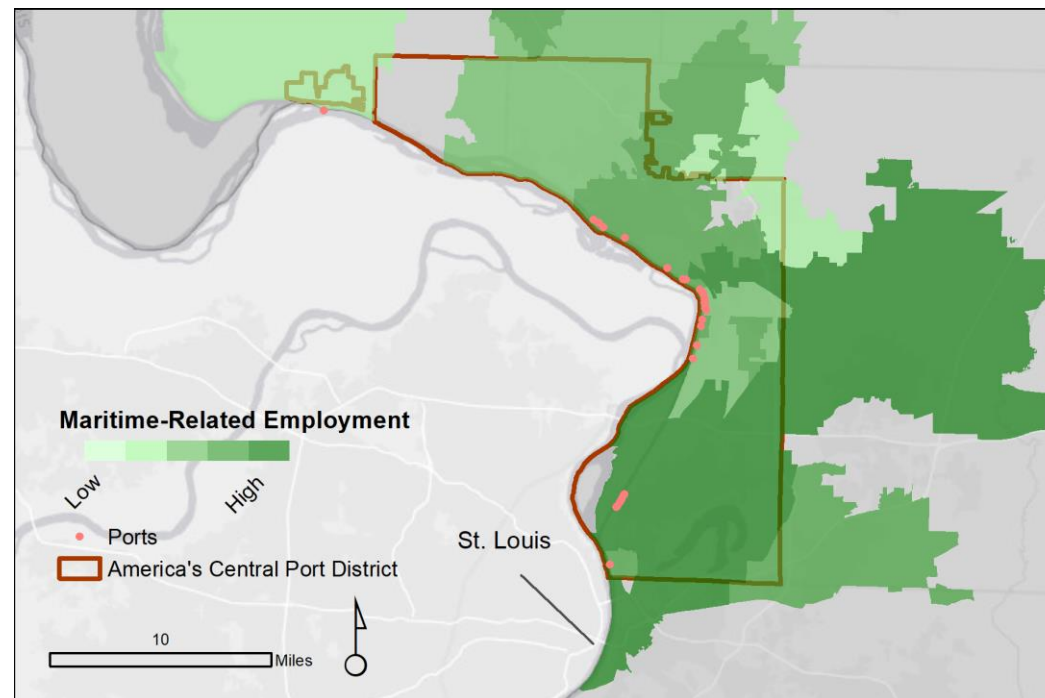 Maritime-Related Employment
Low
High
Ports
America's Central Port District
St. Louis
10
Miles